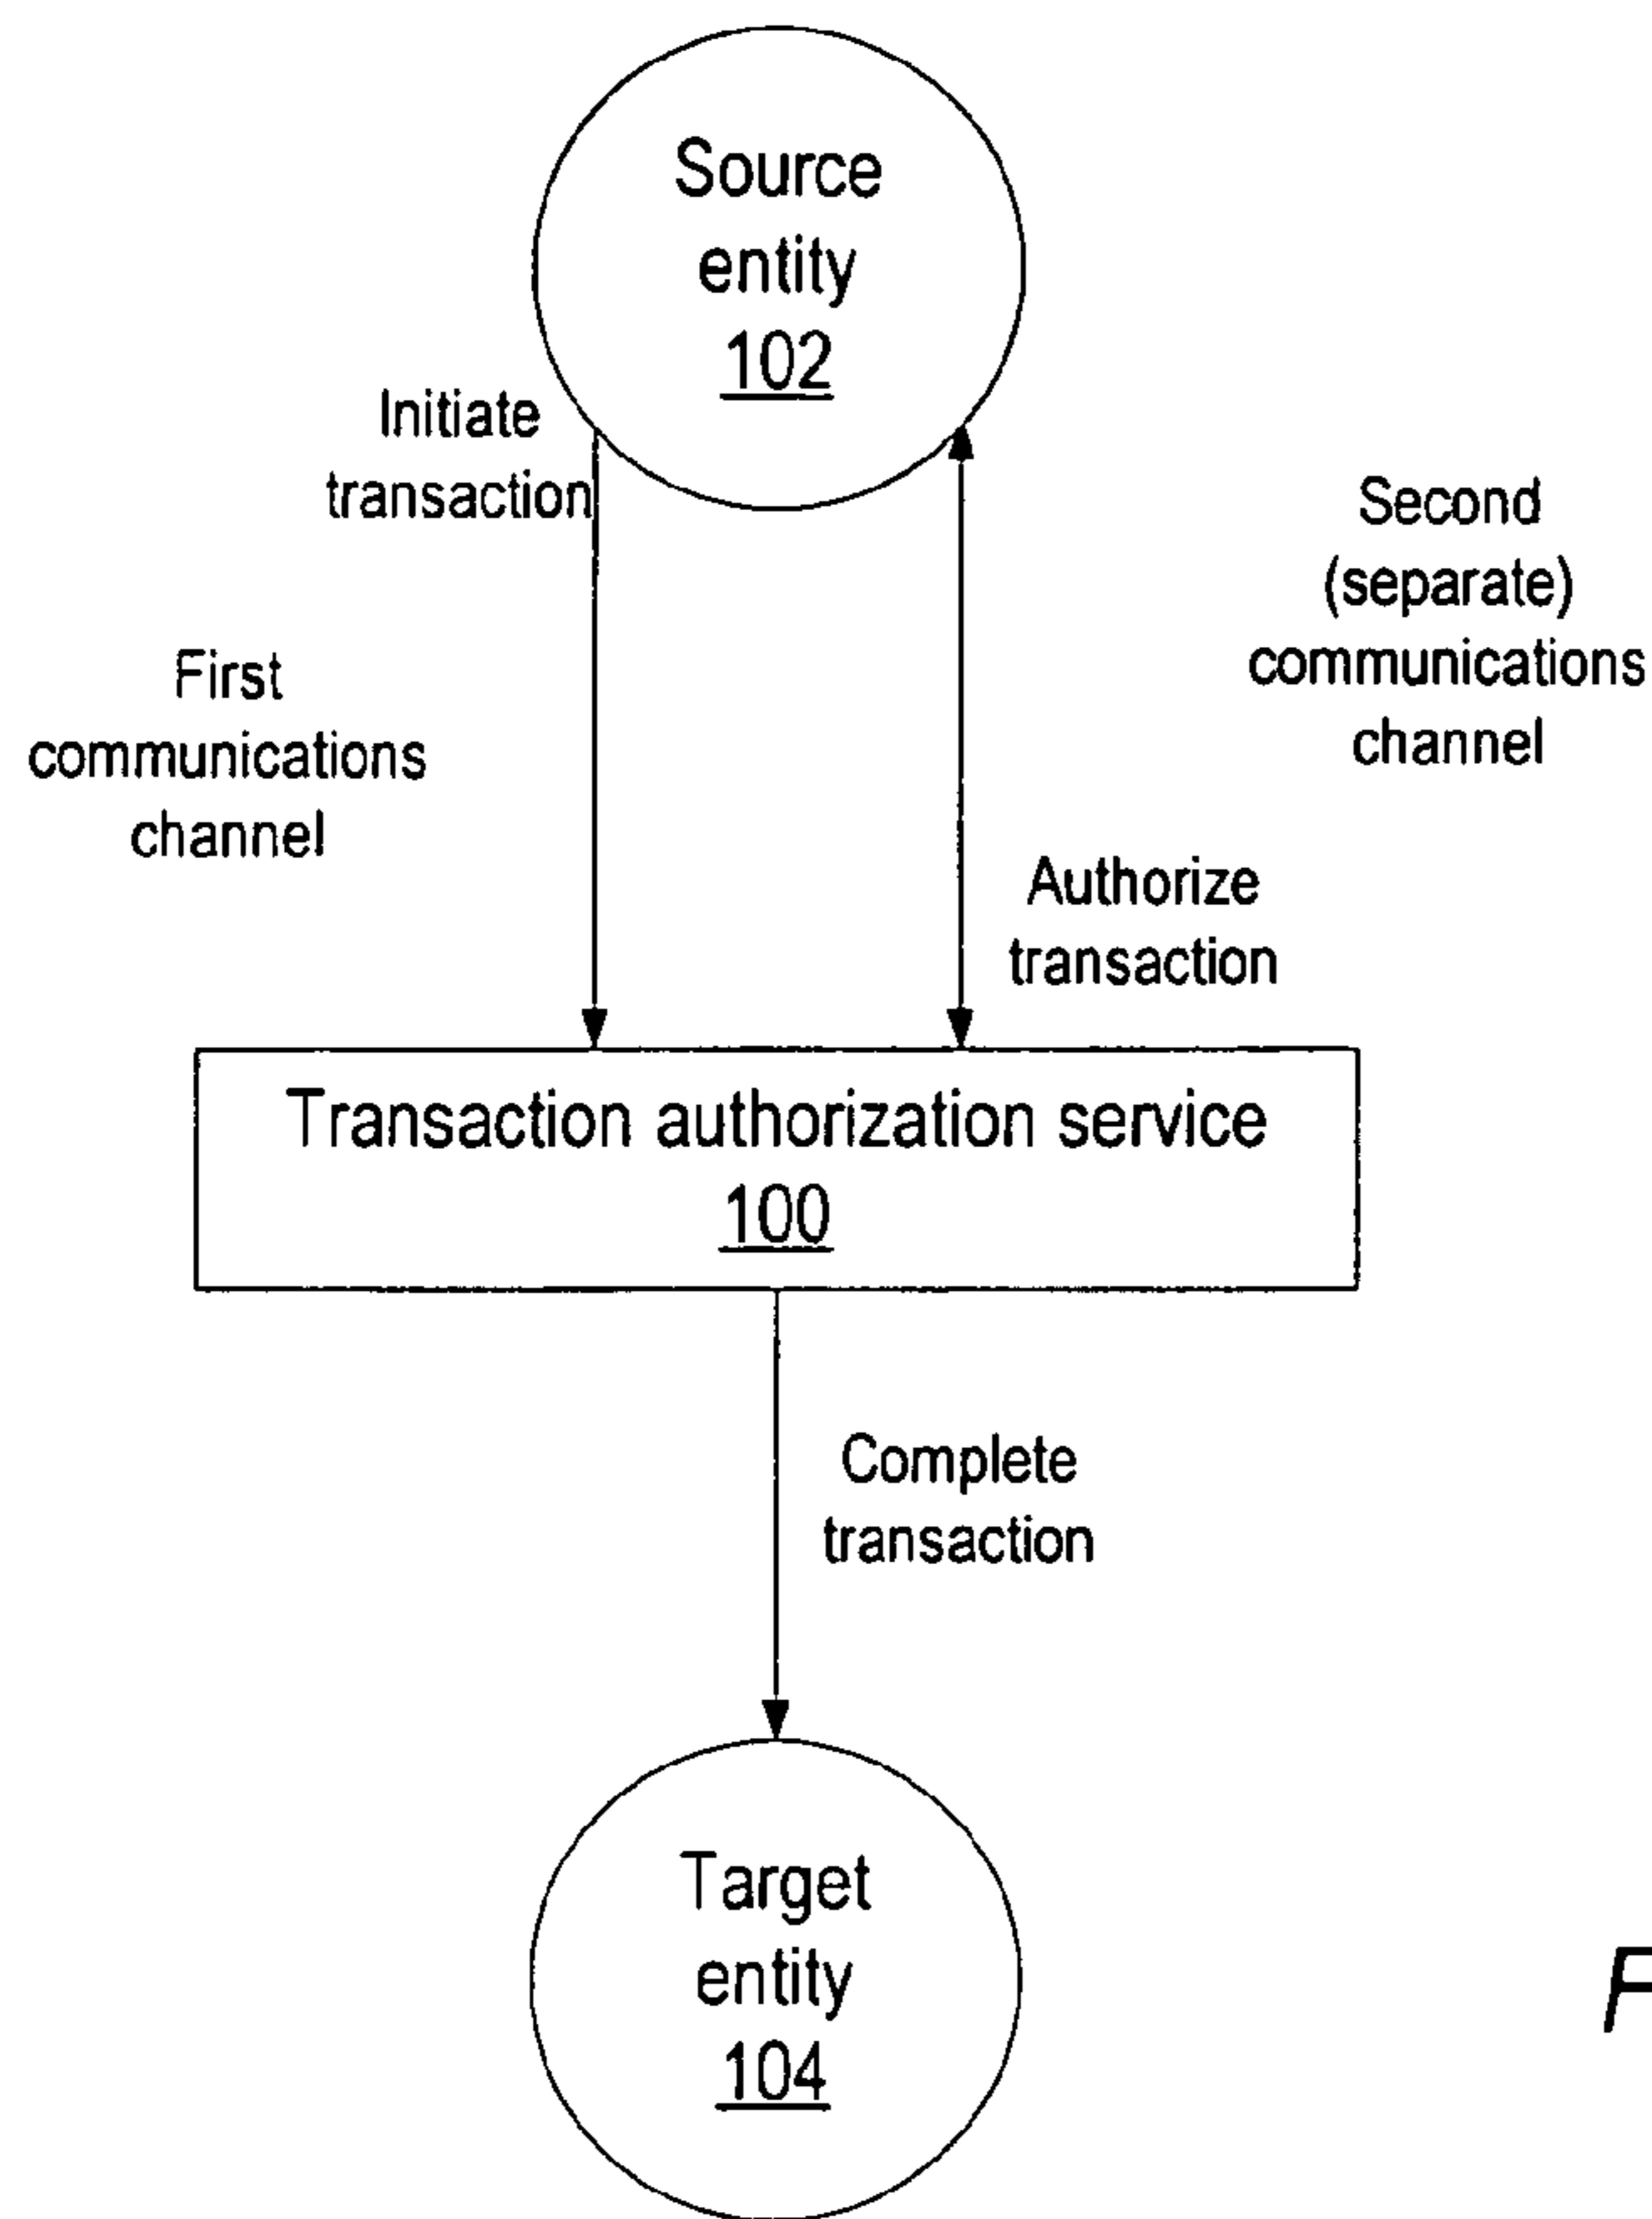 Source
entity
102
Initiate
transaction
Second
(separate)
communications
channel
First
communications
channel
Authorize
transaction
Transaction authorization service
100
Complete
transaction
Target
entity
104
F